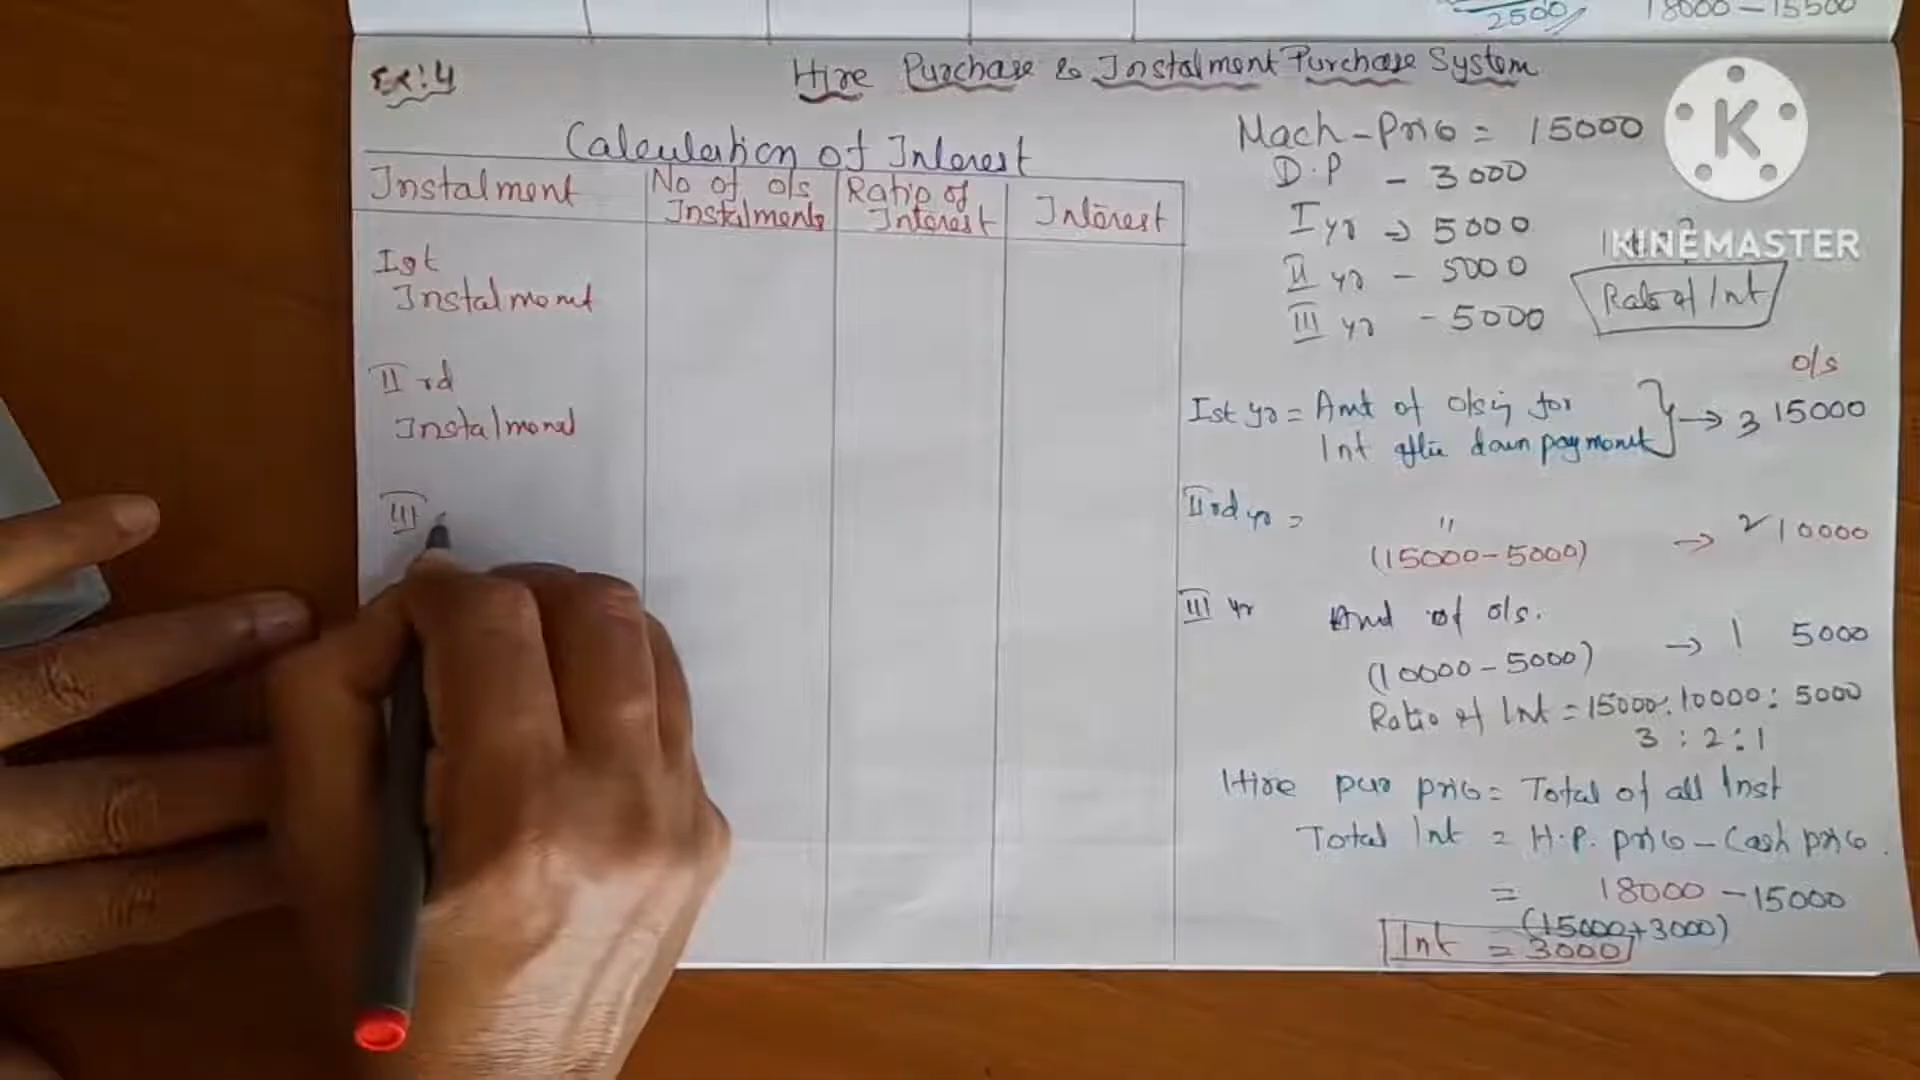 2500 18000-15500
Ex:4 Hire Purchase & Instalment Purchase System
Calculation of Interest
Instalment No of o/s Instalments Ratio of Interest Interest
Ist
Instalment
II rd
Instalment
III
Mach-Price = 15000
D.P - 3000
I yr → 5000
II yr - 5000
III yr - 5000
K
KINEMASTER
Rate of Int
o/s
Ist yr = Amt of o/s for
Int after down payment } → 3 15000
II rd yr = "
(15000-5000) → 2 10000
III yr Amt of o/s.
(10000-5000) → 1 5000
Ratio of Int = 15000:10000:5000
3:2:1
Hire pur price = Total of all Inst
Total Int = H.P. price - Cash price.
= 18000-15000
(15000+3000)
Int = 3000